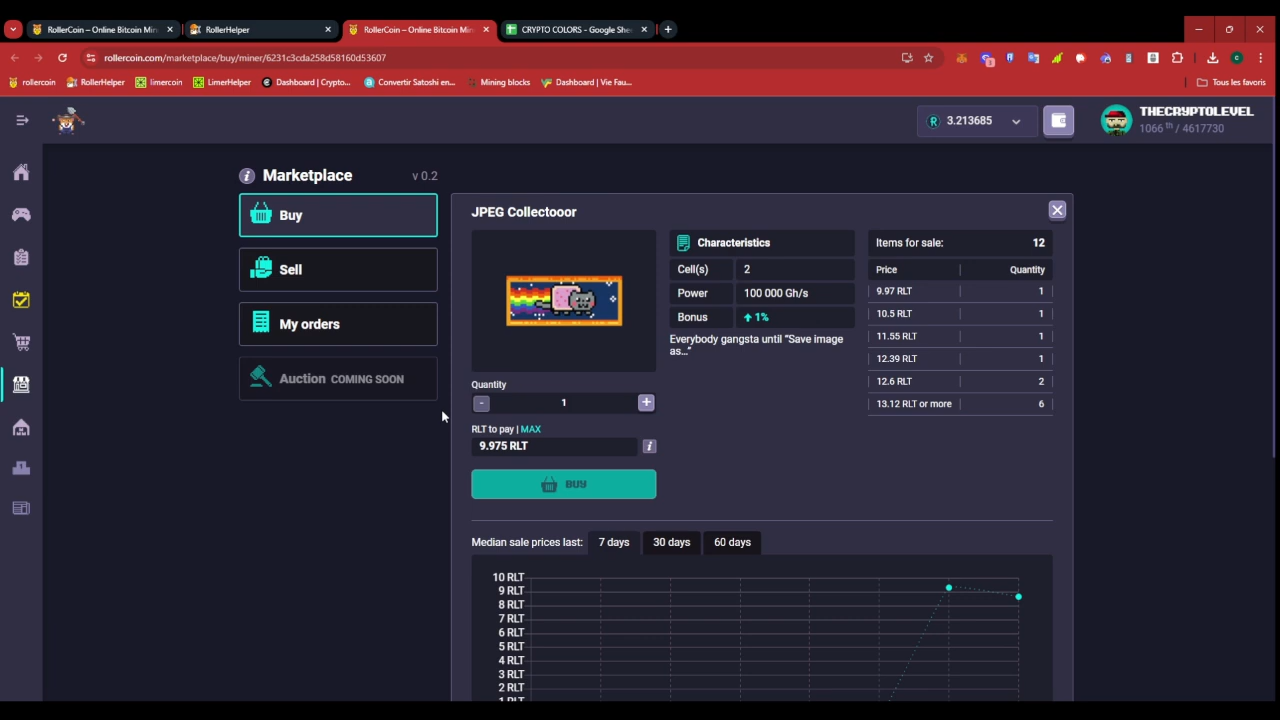 RollerCoin – Online Bitcoin Min
RollerHelper
RollerCoin – Online Bitcoin Min
CRYPTO COLORS - Google She
rollercoin.com/marketplace/buy/miner/6231c3cda258d58160d53607
rollercoin
RollerHelper
limercoin
LimerHelper
Dashboard | Crypto...
Convertir Satoshi en...
Mining blocks
Dashboard | Vie Fau...
Tous les favoris
3.213685
THECRYPTOLEVEL
1066 th / 4617730
Marketplace v 0.2
Buy
Sell
My orders
Auction COMING SOON
JPEG Collectooor
Quantity
- 1 +
RLT to pay | MAX
9.975 RLT
BUY
Characteristics
Cell(s) 2
Power 100 000 Gh/s
Bonus 1%
Everybody gangsta until “Save image
as...”
Items for sale: 12
Price Quantity
9.97 RLT 1
10.5 RLT 1
11.55 RLT 1
12.39 RLT 1
12.6 RLT 2
13.12 RLT or more 6
Median sale prices last: 7 days 30 days 60 days
10 RLT
9 RLT
8 RLT
7 RLT
6 RLT
5 RLT
4 RLT
3 RLT
2 RLT
1 RLT